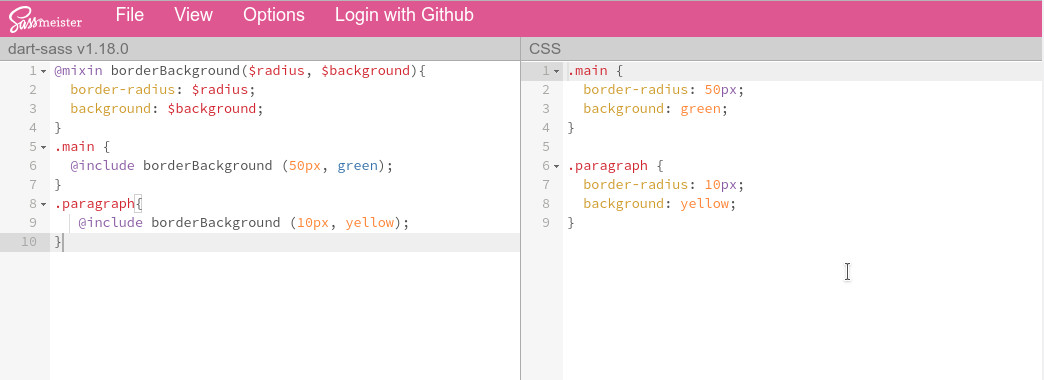 Sassmeister File View Options Login with Github
dart-sass v1.18.0
1 @mixin borderBackground($radius, $background){
2 border-radius: $radius;
3 background: $background;
4 }
5 .main {
6 @include borderBackground (50px, green);
7 }
8 .paragraph{
9 @include borderBackground (10px, yellow);
10 }
CSS
1 .main {
2 border-radius: 50px;
3 background: green;
4 }
5
6 .paragraph {
7 border-radius: 10px;
8 background: yellow;
9 }